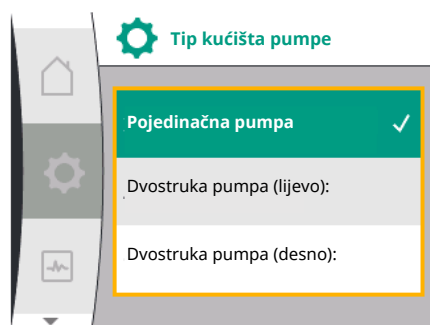 Tip kućišta pumpe
Pojedinačna pumpa
Dvostruka pumpa (lijevo):
Dvostruka pumpa (desno):